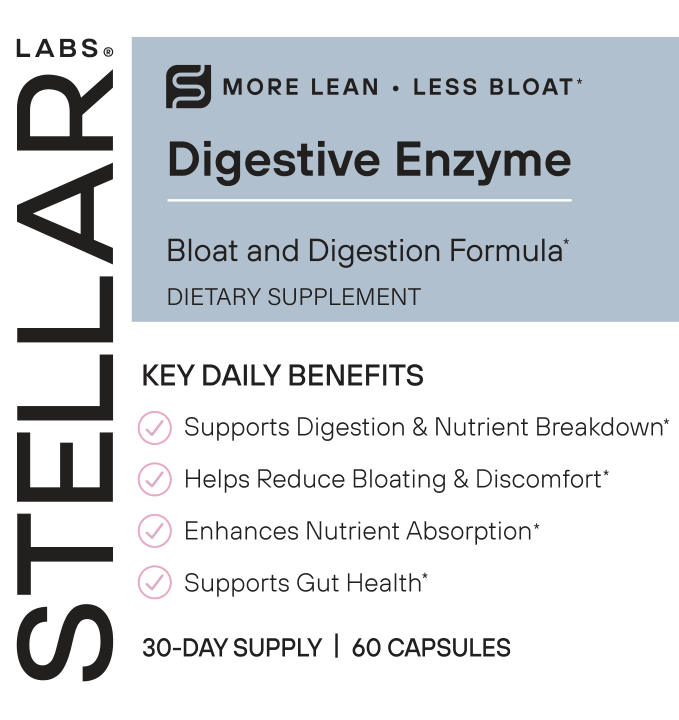 LABS®
STELLAR
MORE LEAN • LESS BLOAT*
Digestive Enzyme
Bloat and Digestion Formula*
DIETARY SUPPLEMENT
KEY DAILY BENEFITS
Supports Digestion & Nutrient Breakdown*
Helps Reduce Bloating & Discomfort*
Enhances Nutrient Absorption*
Supports Gut Health*
30-DAY SUPPLY | 60 CAPSULES